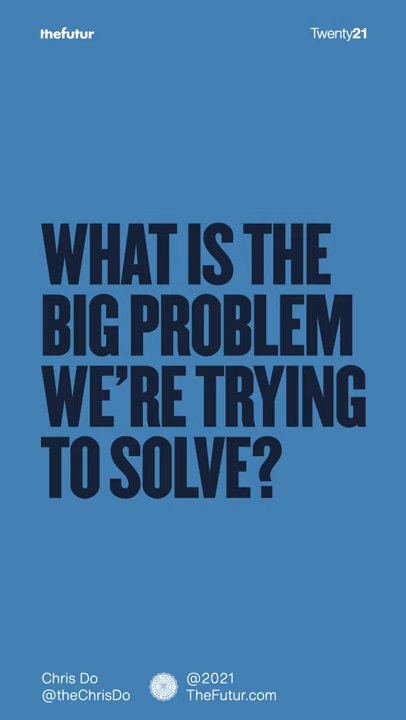 thefutur
Twenty21
WHAT IS THE
BIG PROBLEM
WE'RE TRYING
TO SOLVE?
Chris Do
@theChrisDo
@2021
TheFutur.com